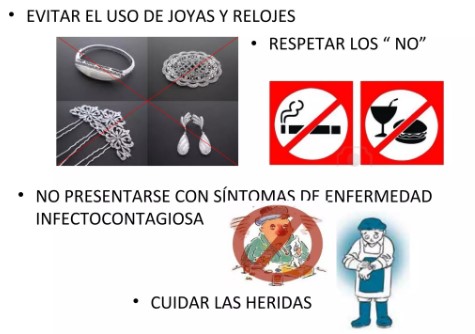 • EVITAR EL USO DE JOYAS Y RELOJES
• RESPETAR LOS “ NO”
• NO PRESENTARSE CON SÍNTOMAS DE ENFERMEDAD
INFECTOCONTAGIOSA
• CUIDAR LAS HERIDAS